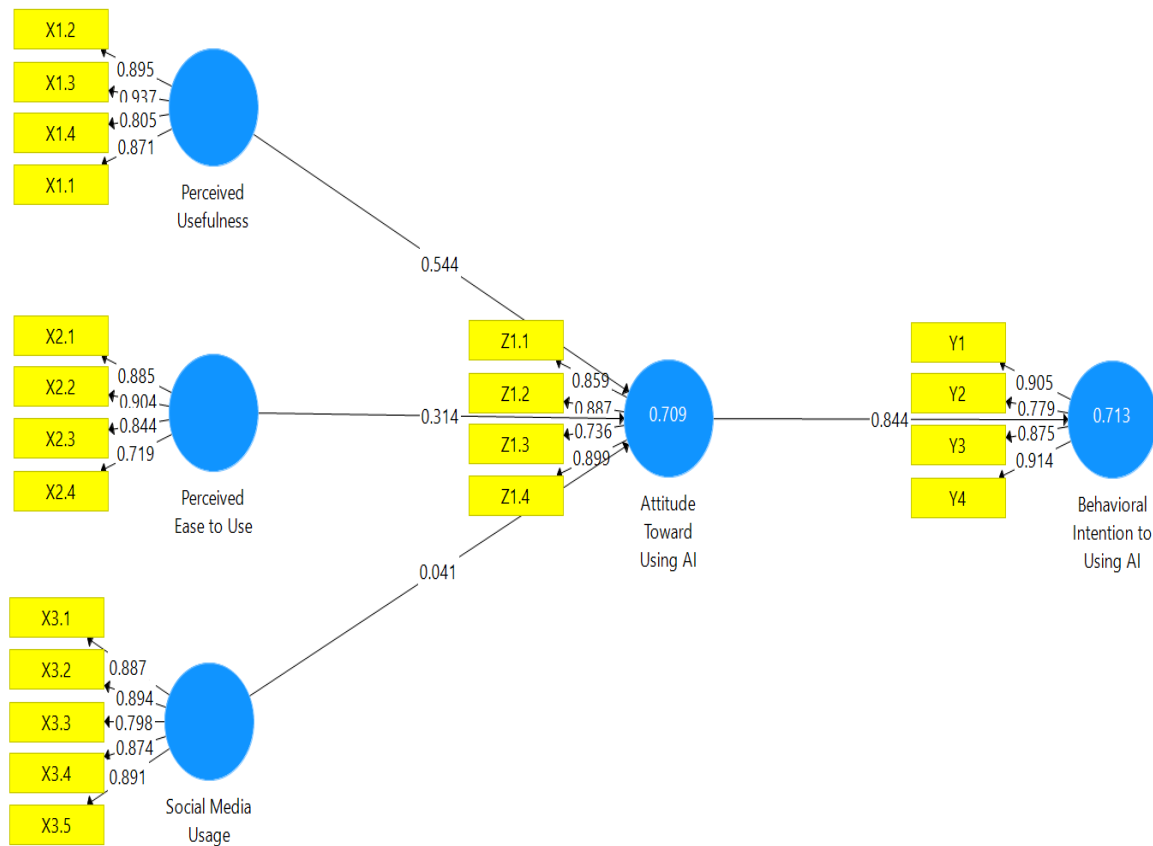 X1.2
X1.3
X1.4
X1.1
0.895
0.937
0.805
0.871
Perceived
Usefulness
0.544
X2.1
X2.2
X2.3
X2.4
0.885
0.904
0.844
0.719
Perceived
Ease to Use
0.314
X3.1
X3.2
X3.3
X3.4
X3.5
0.887
0.894
0.798
0.874
0.891
Social Media
Usage
0.041
Z1.1
Z1.2
Z1.3
Z1.4
0.859
0.887
0.736
0.899
0.709
Attitude
Toward
Using AI
0.844
Y1
Y2
Y3
Y4
0.905
0.779
0.875
0.914
0.713
Behavioral
Intention to
Using AI